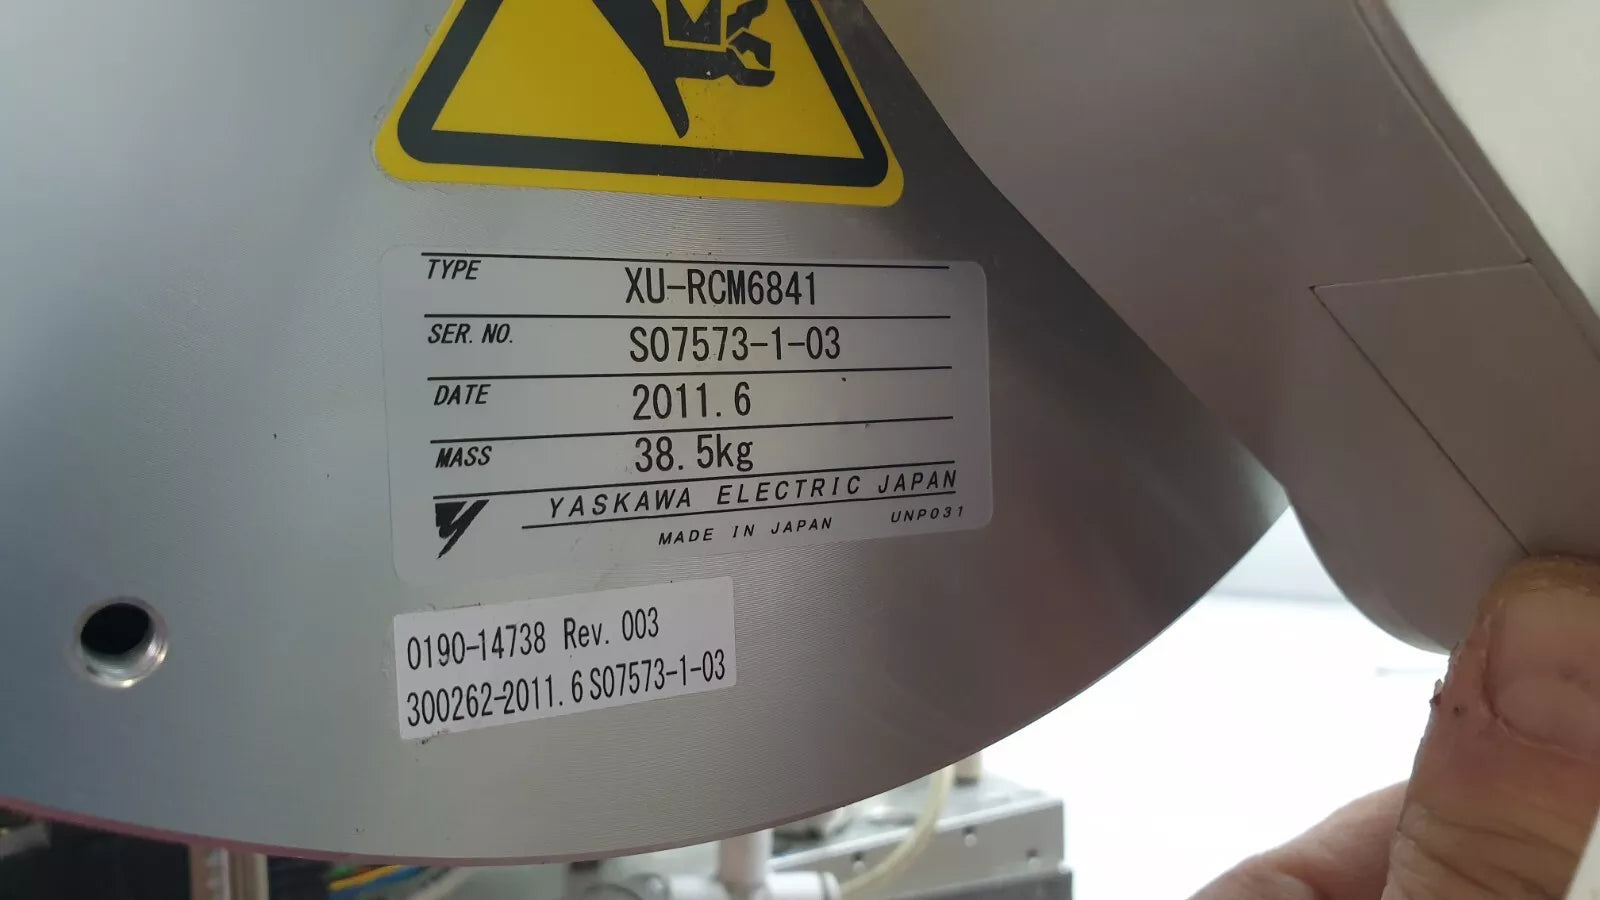 TYPE XU-RCM6841
SER. NO. S07573-1-03
DATE 2011. 6
MASS 38. 5kg
YASKAWA ELECTRIC JAPAN
MADE IN JAPAN UNP031
0190-14738 Rev. 003
300262-2011. 6 S07573-1-03